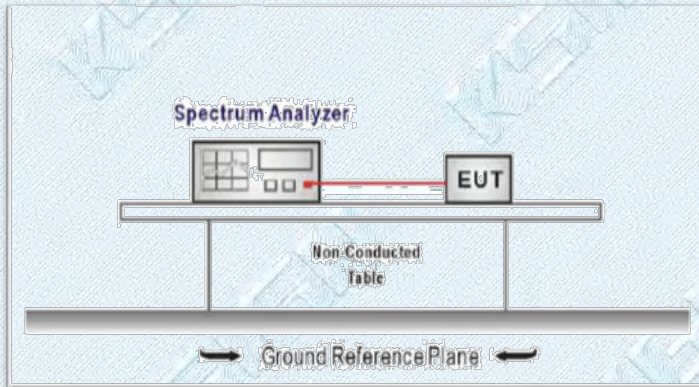 Spectrum Analyzer
EUT
Non-Conducted
Table
Ground Reference Plane